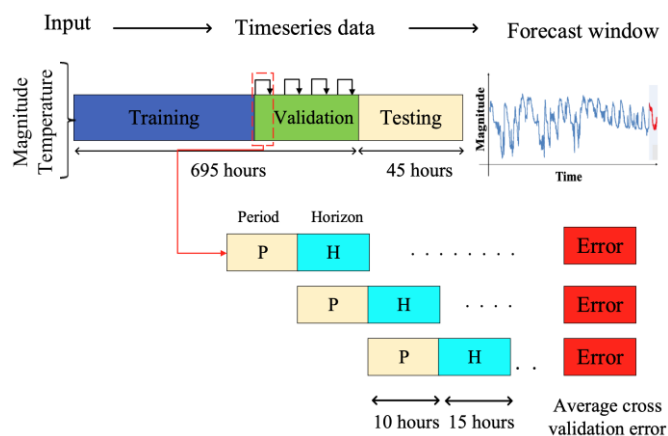 Input
Timeseries data
Forecast window
Magnitude
Temperature
Training
Validation
Testing
Magnitude
Time
695 hours
45 hours
Period
Horizon
P
H
. . . . . . . .
Error
P
H
. . . .
Error
P
H
. .
Error
10 hours
15 hours
Average cross
validation error